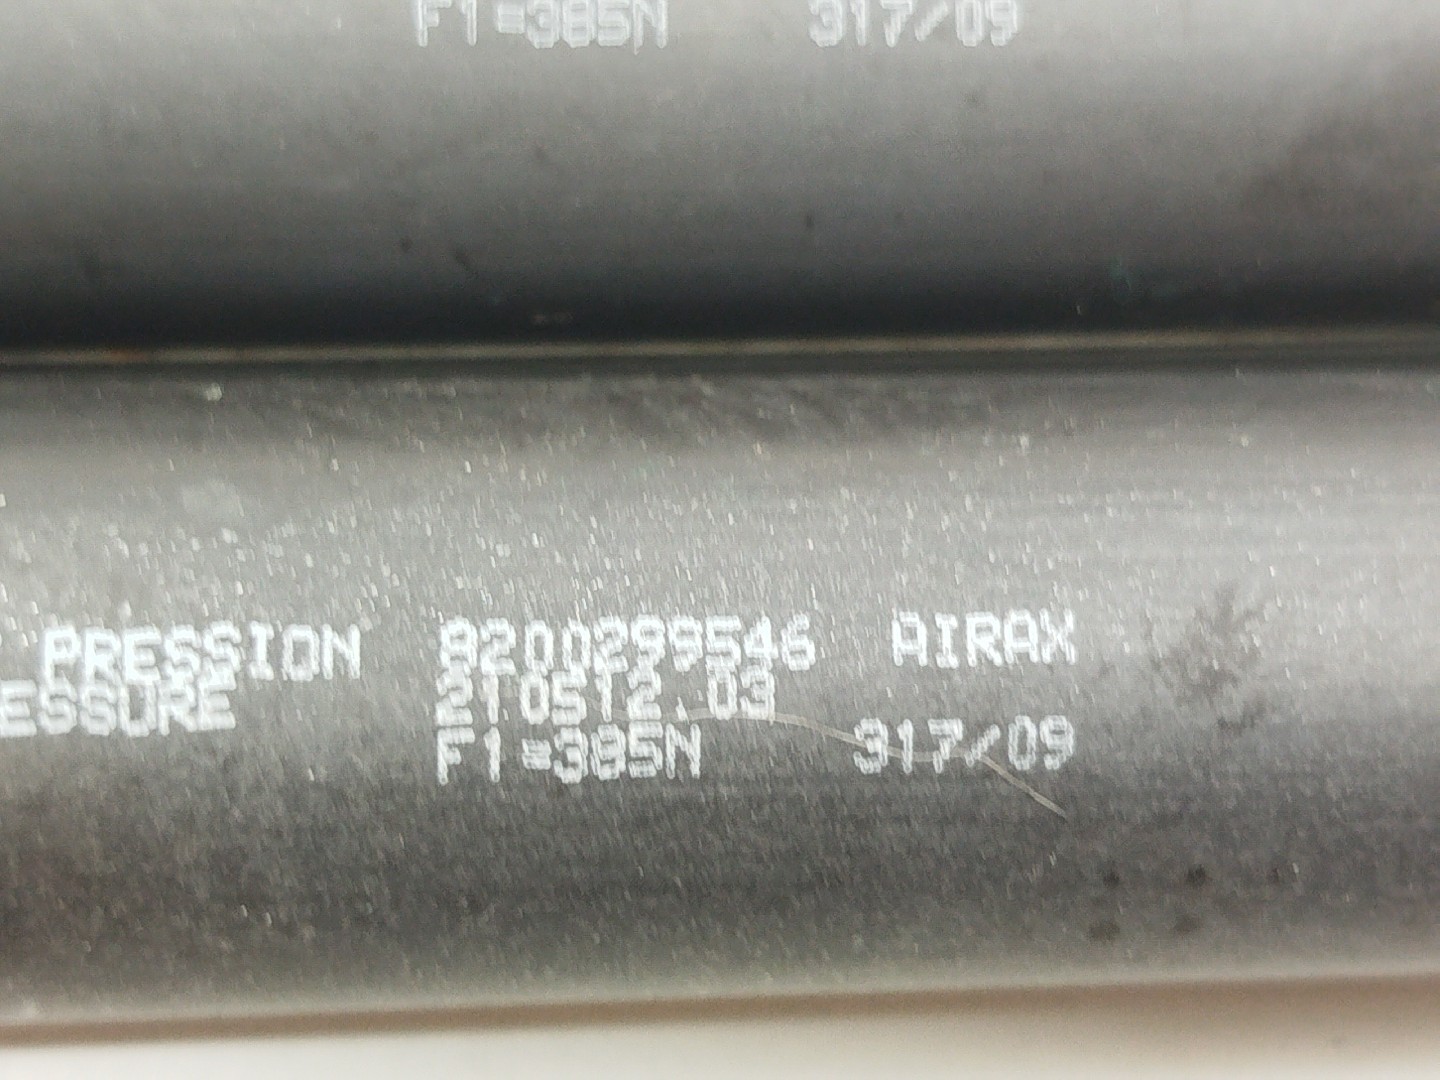 F1=385N 317/09
PRESSION 8200299546 AIRAX
ESSURE 210512.03
F1=385N 317/09